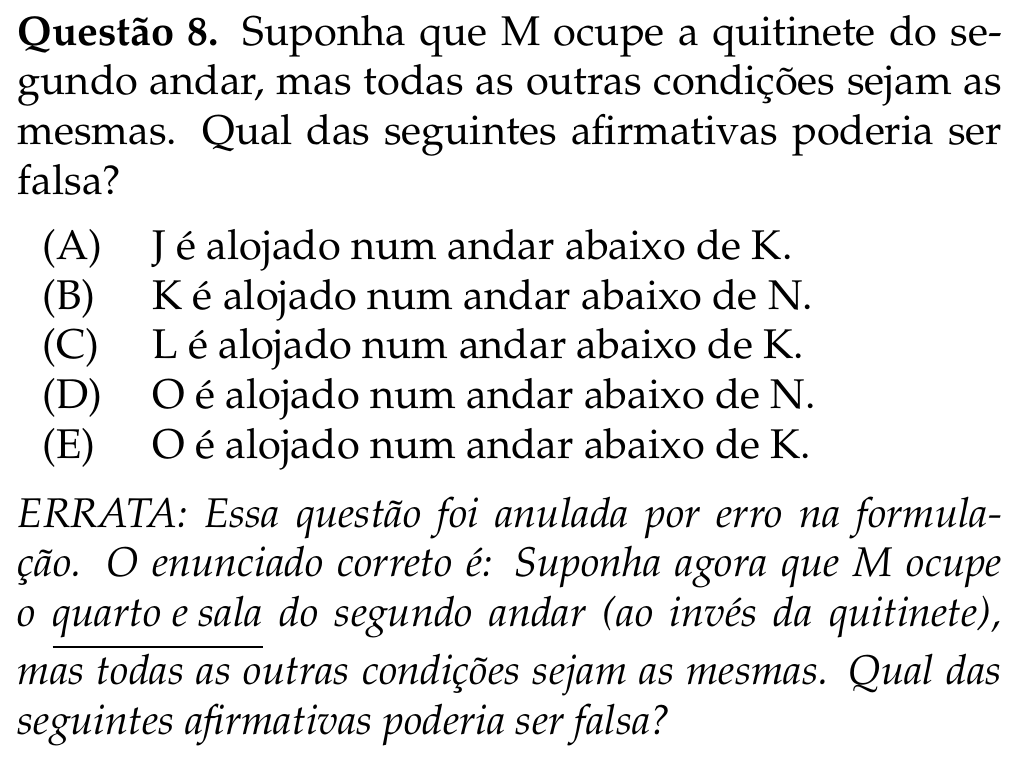 Questão 8. Suponha que M ocupe a quitinete do se-
gundo andar, mas todas as outras condições sejam as
mesmas. Qual das seguintes afirmativas poderia ser
falsa?
(A) J é alojado num andar abaixo de K.
(B) K é alojado num andar abaixo de N.
(C) L é alojado num andar abaixo de K.
(D) O é alojado num andar abaixo de N.
(E) O é alojado num andar abaixo de K.
ERRATA: Essa questão foi anulada por erro na formula-
ção. O enunciado correto é: Suponha agora que M ocupe
o quarto e sala do segundo andar (ao invés da quitinete),
mas todas as outras condições sejam as mesmas. Qual das
seguintes afirmativas poderia ser falsa?